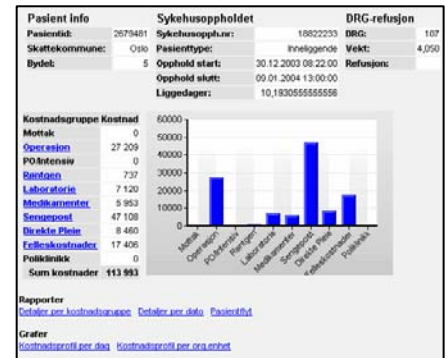 Pasient info Sykehusoppholdet DRG-refusjon
Pasientid: 2679481 Sykehusopph.nr: 18822233 DRG: 107
Skattekommune: Oslo Pasienttype: Inneliggende Vekt: 4,050
Bydel: 5 Opphold start: 30.12.2003 08:22:00 Refusjon:
Opphold slutt: 09.01.2004 13:00:00
Liggedager: 10,1930555555556
Kostnadsgruppe Kostnad
Mottak 0
Operasjon 27 209
PO/Intensiv 0
Røntgen 737
Laboratorie 7 120
Medikamenter 5 953
Sengepost 47 108
Direkte Pleie 8 460
Felleskostnader 17 406
Poliklinikk 0
Sum kostnader 113 993
60000
50000
40000
30000
20000
10000
0
Mottak
Operasjon
PO/Intensiv
Røntgen
Laboratorie
Medikamenter
Sengepost
Direkte Pleie
Felleskostnader
Poliklinikk
Rapporter
Detaljer per kostnadsgruppe Detaljer per dato Pasientflyt
Grafer
Kostnadsprofil per dag Kostnadsprofil per org.enhet